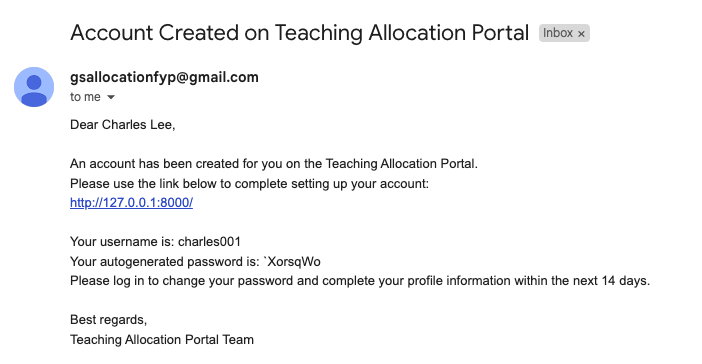 Account Created on Teaching Allocation Portal Inbox ×
gsallocationfyp@gmail.com
to me
Dear Charles Lee,
An account has been created for you on the Teaching Allocation Portal.
Please use the link below to complete setting up your account:
http://127.0.0.1:8000/
Your username is: charles001
Your autogenerated password is: `XorsqWo
Please log in to change your password and complete your profile information within the next 14 days.
Best regards,
Teaching Allocation Portal Team